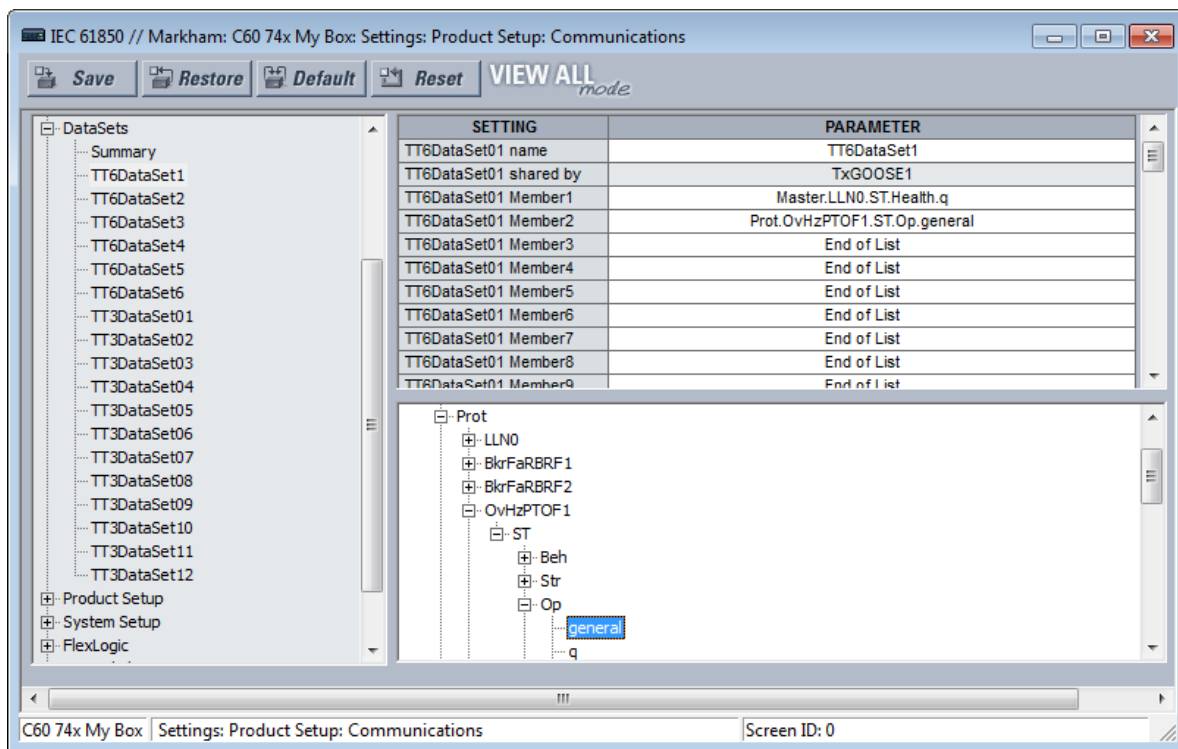 IEC 61850 // Markham: C60 74x My Box: Settings: Product Setup: Communications
Save Restore Default Reset VIEW ALL mode
DataSets
Summary
TT6DataSet1
TT6DataSet2
TT6DataSet3
TT6DataSet4
TT6DataSet5
TT6DataSet6
TT3DataSet01
TT3DataSet02
TT3DataSet03
TT3DataSet04
TT3DataSet05
TT3DataSet06
TT3DataSet07
TT3DataSet08
TT3DataSet09
TT3DataSet10
TT3DataSet11
TT3DataSet12
Product Setup
System Setup
FlexLogic
SETTING PARAMETER
TT6DataSet01 name TT6DataSet1
TT6DataSet01 shared by TxGOOSE1
TT6DataSet01 Member1 Master.LLN0.ST.Health.q
TT6DataSet01 Member2 Prot.OvHzPTOF1.ST.Op.general
TT6DataSet01 Member3 End of List
TT6DataSet01 Member4 End of List
TT6DataSet01 Member5 End of List
TT6DataSet01 Member6 End of List
TT6DataSet01 Member7 End of List
TT6DataSet01 Member8 End of List
TT6DataSet01 Member9 End of List
Prot
LLN0
BkrFaRBRF1
BkrFaRBRF2
OvHzPTOF1
ST
Beh
Str
Op
general
q
C60 74x My Box Settings: Product Setup: Communications Screen ID: 0